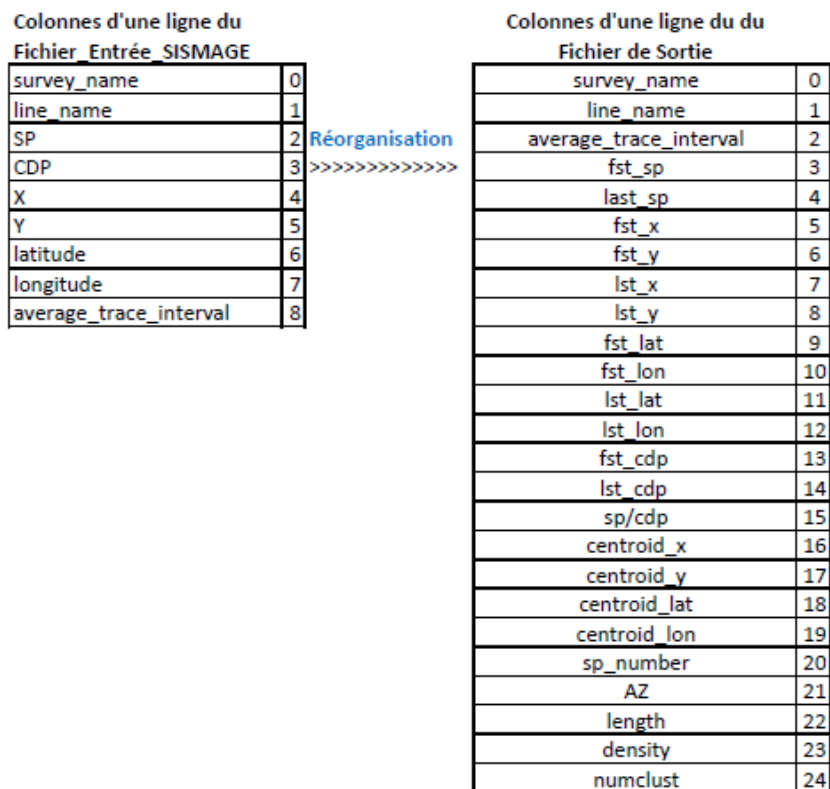 Colonnes d'une ligne du
Fichier_Entrée_SISMAGE
survey_name 0
line_name 1
SP 2
CDP 3
X 4
Y 5
latitude 6
longitude 7
average_trace_interval 8
Réorganisation
>>>>>>>>>>>>>
Colonnes d'une ligne du du
Fichier de Sortie
survey_name 0
line_name 1
average_trace_interval 2
fst_sp 3
last_sp 4
fst_x 5
fst_y 6
lst_x 7
lst_y 8
fst_lat 9
fst_lon 10
lst_lat 11
lst_lon 12
fst_cdp 13
lst_cdp 14
sp/cdp 15
centroid_x 16
centroid_y 17
centroid_lat 18
centroid_lon 19
sp_number 20
AZ 21
length 22
density 23
numclust 24